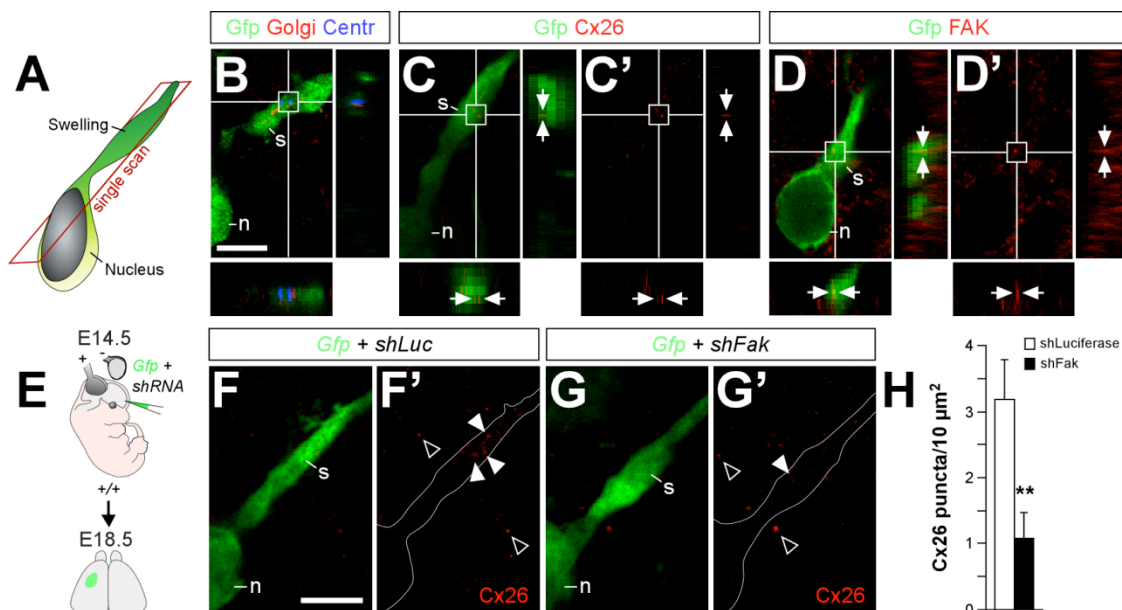 Gfp Golgi Centr
Gfp Cx26
Gfp FAK
A
Swelling
single scan
Nucleus
B
s
n
C
s
n
C’
D
s
n
D’
E
E14.5
+ -
Gfp +
shRNA
+/+
E18.5
Gfp + shLuc
Gfp + shFak
F
s
n
F’
Cx26
G
s
n
G’
Cx26
H
shLuciferase
shFak
Cx26 puncta/10 µm²
4
3
2
1
0
**